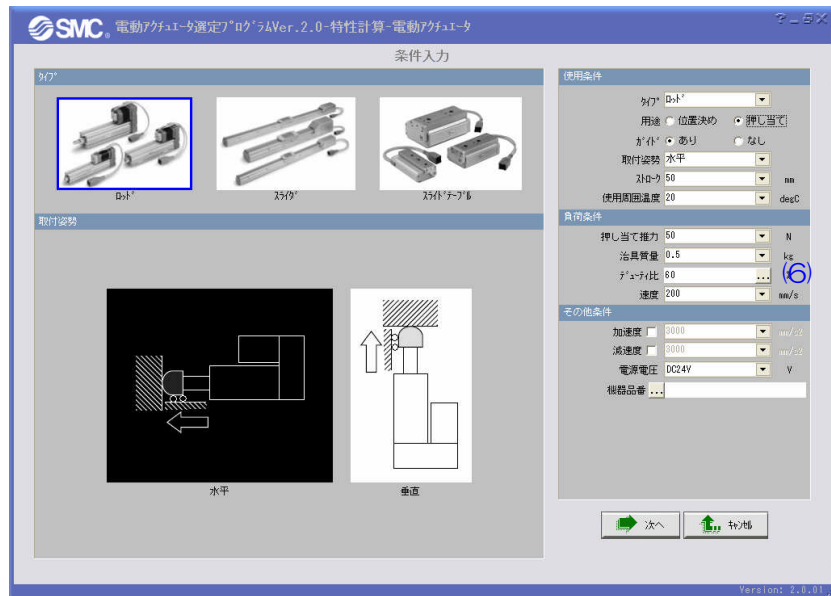 SMC. 電動アクチュエータ選定プログラムVer.2.0-特性計算-電動アクチュエータ
条件入力
タイプ
ロッド
スライダ
スライドテーブル
取付姿勢
水平
垂直
使用条件
タイプ ロッド
用途 位置決め 押し当て
ガイド あり なし
取付姿勢 水平
ストローク 50 mm
使用周囲温度 20 degC
負荷条件
押し当て推力 50 N
治具質量 0.5 kg
デューティ比 60 ... (6)
速度 200 mm/s
その他条件
加速度 3000 mm/s2
減速度 3000 mm/s2
電源電圧 DC24V V
機器品番 ...
次へ キャンセル
Version: 2.0.01